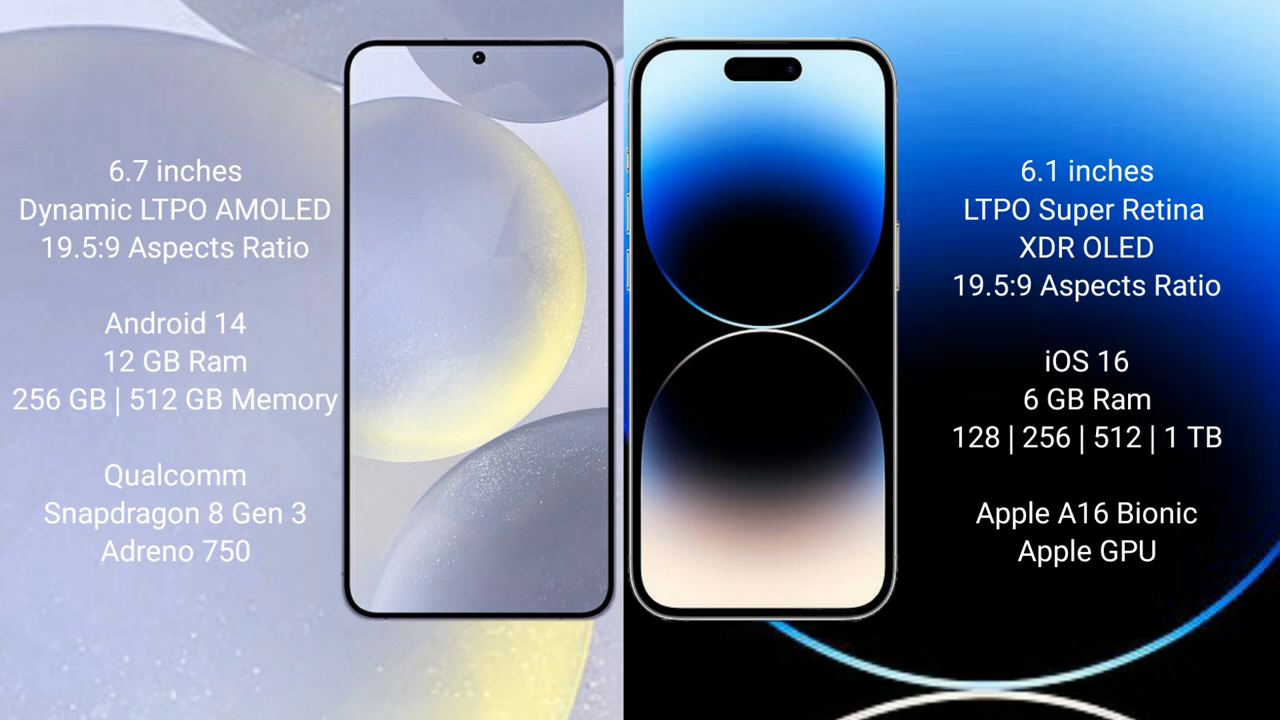 6.7 inches
Dynamic LTPO AMOLED
19.5:9 Aspects Ratio
Android 14
12 GB Ram
256 GB | 512 GB Memory
Qualcomm
Snapdragon 8 Gen 3
Adreno 750
6.1 inches
LTPO Super Retina
XDR OLED
19.5:9 Aspects Ratio
iOS 16
6 GB Ram
128 | 256 | 512 | 1 TB
Apple A16 Bionic
Apple GPU